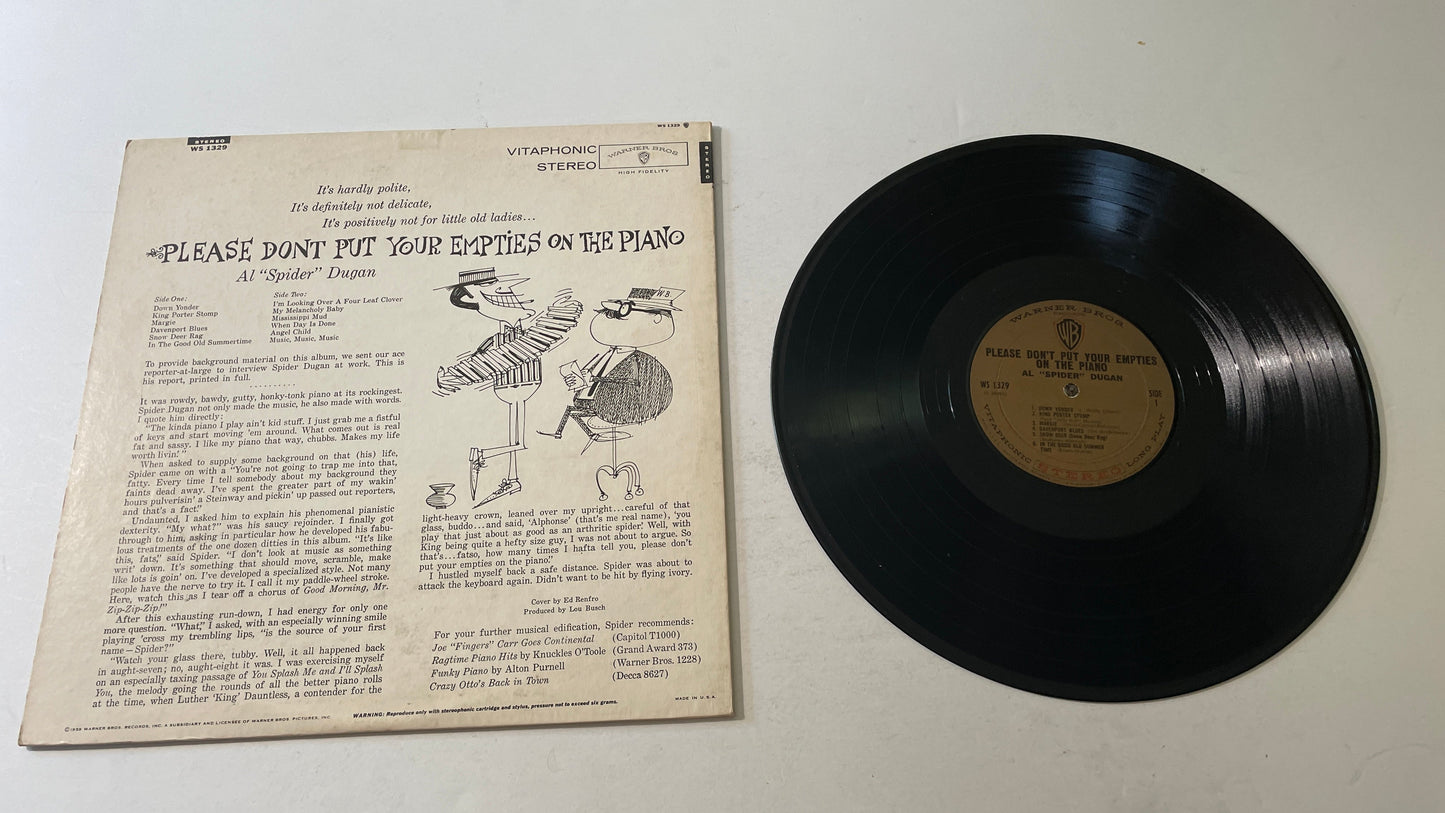 STEREO
WS 1329
WS 1329
STEREO
VITAPHONIC
STEREO
WARNER BROS
HIGH FIDELITY
It's hardly polite,
It's definitely not delicate,
It's positively not for little old ladies...
PLEASE DONT PUT YOUR EMPTiES ON THE PIANO
Al "Spider" Dugan
Side One:
Down Yonder
King Porter Stomp
Margie
Davenport Blues
Snow Deer Rag
In The Good Old Summertime
Side Two:
I'm Looking Over A Four Leaf Clover
My Melancholy Baby
Mississippi Mud
When Day Is Done
Angel Child
Music, Music, Music
W B
To provide background material on this album, we sent our ace
reporter-at-large to interview Spider Dugan at work. This is
his report, printed in full.
..........
It was rowdy, bawdy, gutty, honky-tonk piano at its rockingest.
Spider Dugan not only made the music, he also made with words.
I quote him directly:
"The kinda piano I play ain't kid stuff. I just grab me a fistful
of keys and start moving 'em around. What comes out is real
fat and sassy. I like my piano that way, chubbs. Makes my life
worth livin'."
When asked to supply some background on that (his) life,
Spider came on with a "You're not going to trap me into that,
fatty. Every time I tell somebody about my background they
faints dead away. I've spent the greater part of my wakin'
hours pulverisin' a Steinway and pickin' up passed out reporters,
and that's a fact."
Undaunted, I asked him to explain his phenomenal pianistic
dexterity. "My what?" was his saucy rejoinder. I finally got
through to him, asking in particular how he developed his fabu-
lous treatments of the one dozen ditties in this album. "It's like
this, fats," said Spider. "I don't look at music as something
writ' down. It's something that should move, scramble, make
like lots is goin' on. I've developed a specialized style. Not many
people have the nerve to try it. I call it my paddle-wheel stroke.
Here, watch this as I tear off a chorus of Good Morning, Mr.
Zip-Zip-Zip!"
After this exhausting run-down, I had energy for only one
more question. "What," I asked, with an especially winning smile
playing 'cross my trembling lips, "is the source of your first
name—Spider?"
"Watch your glass there, tubby. Well, it all happened back
in aught-seven; no, aught-eight it was. I was exercising myself
on an especially taxing passage of You Splash Me and I'll Splash
You, the melody going the rounds of all the better piano rolls
at the time, when Luther 'King' Dauntless, a contender for the
light-heavy crown, leaned over my upright...careful of that
glass, buddo...and said, 'Alphonse' (that's me real name), 'you
play that just about as good as an arthritic spider.' Well, with
King being quite a hefty size guy, I was not about to argue. So
that's...fatso, how many times I hafta tell you, please don't
put your empties on the piano."
I hustled myself back a safe distance. Spider was about to
attack the keyboard again. Didn't want to be hit by flying ivory.
Cover by Ed Renfro
Produced by Lou Busch
For your further musical edification, Spider recommends:
Joe "Fingers" Carr Goes Continental (Capitol T1000)
Ragtime Piano Hits by Knuckles O'Toole (Grand Award 373)
Funky Piano by Alton Purnell (Warner Bros. 1228)
Crazy Otto's Back in Town (Decca 8627)
MADE IN U.S.A.
©1959 WARNER BROS. RECORDS, INC. A SUBSIDIARY AND LICENSEE OF WARNER BROS. PICTURES, INC.
WARNING: Reproduce only with stereophonic cartridge and stylus, pressure not to exceed six grams.
WARNER BROS.
WB
PLEASE DON'T PUT YOUR EMPTIES
ON THE PIANO
AL "SPIDER" DUGAN
WS 1329
SIDE
1
1. DOWN YONDER
2. KING PORTER STOMP
3. MARGIE
4. DAVENPORT BLUES
5. SNOW DEER (Snow Deer Rag)
6. IN THE GOOD OLD SUMMER
TIME
VITAPHONIC STEREO LONG PLAY